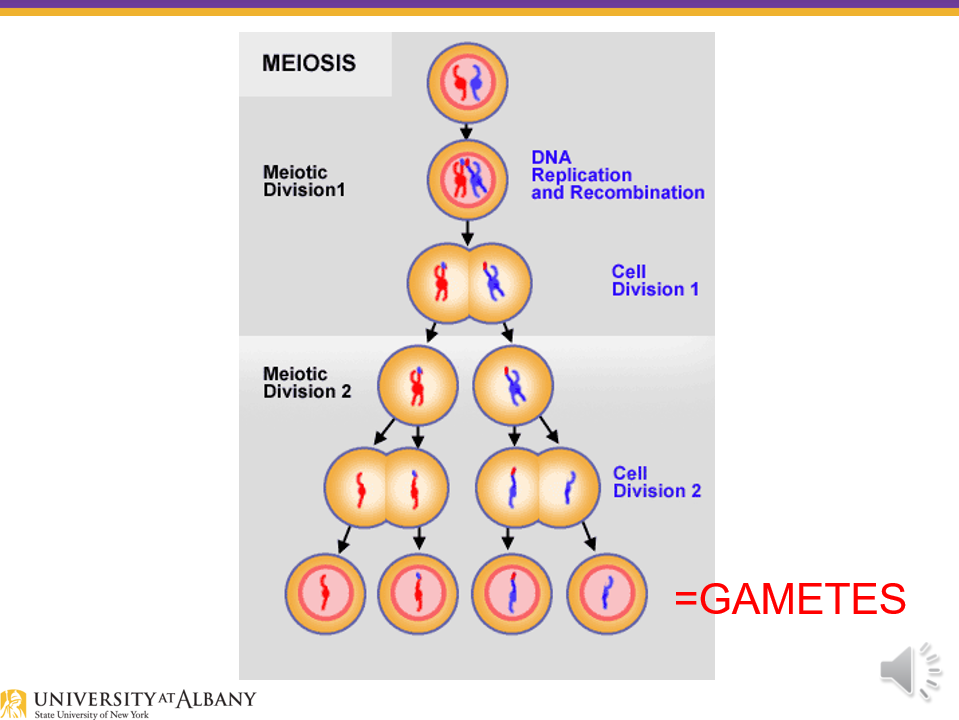 MEIOSIS
Meiotic
Division1
DNA
Replication
and Recombination
Cell
Division 1
Meiotic
Division 2
Cell
Division 2
=GAMETES
UNIVERSITY AT ALBANY
State University of New York